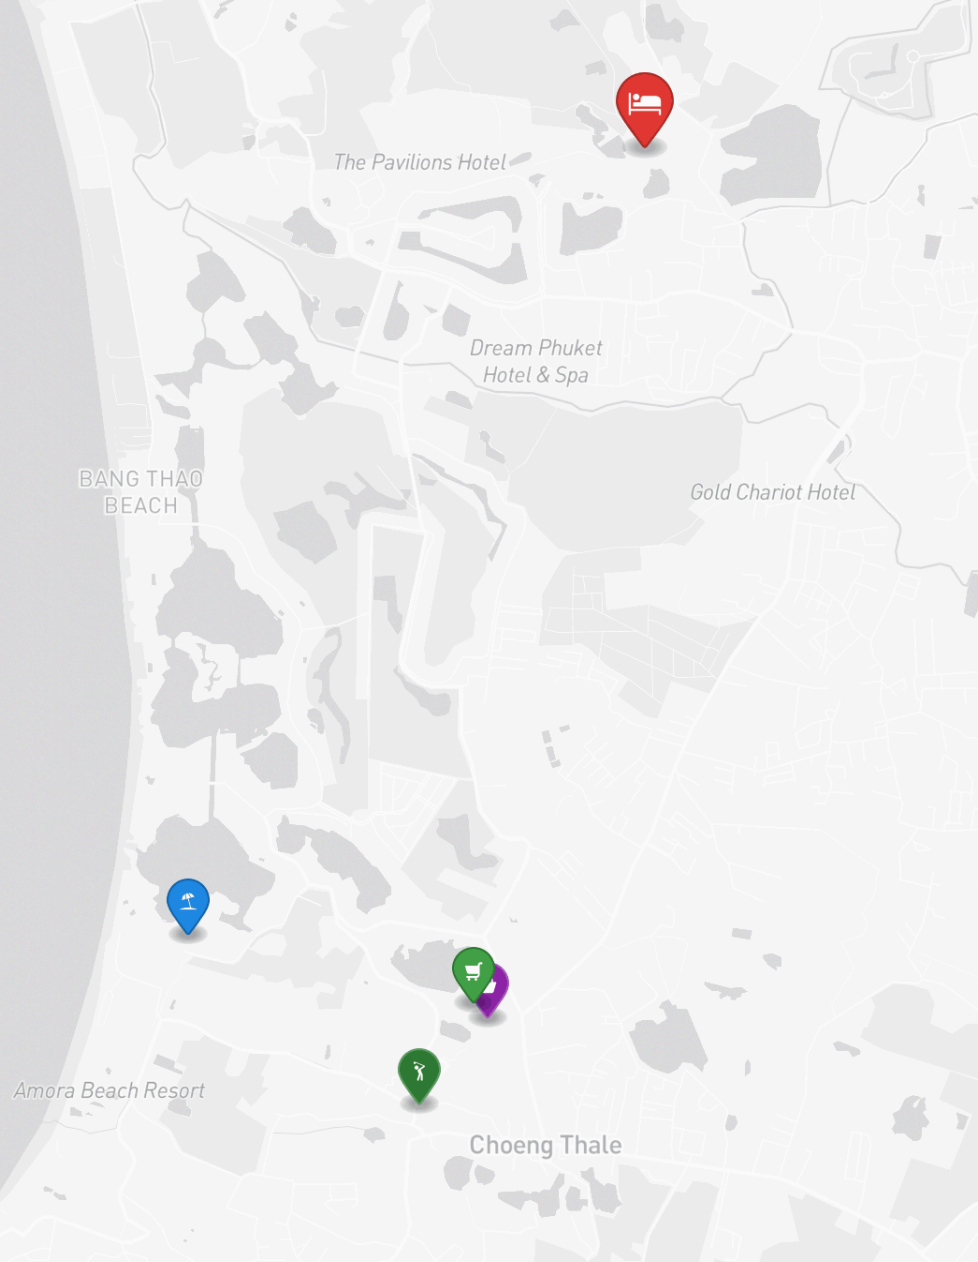 The Pavilions Hotel
Dream Phuket
Hotel & Spa
BANG THAO
BEACH
Gold Chariot Hotel
Amora Beach Resort
Choeng Thale